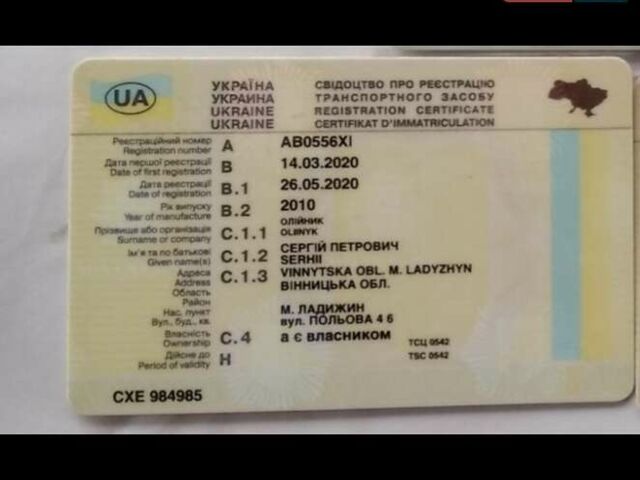 UA
УКРАЇНА СВІДОЦТВО ПРО РЕЄСТРАЦІЮ
УКРАИНА ТРАНСПОРТНОГО ЗАСОБУ
UKRAINE REGISTRATION CERTIFICATE
UKRAINE CERTIFIKAT D'IMMATRICULATION
Реєстраційний номер
Registration number A AB0556XI
Дата першої реєстрації
Date of first registration B 14.03.2020
Дата реєстрації
Date of registration B.1 26.05.2020
Рік випуску
Year of manufacture B.2 2010
Прізвище або організація
Surname or company C.1.1 ОЛІЙНИК
OLIINYK
Ім'я та по батькові
Given name(s) C.1.2 СЕРГІЙ ПЕТРОВИЧ
SERHII
Адреса
Address C.1.3 VINNYTSKA OBL. M. LADYZHYN
Область ВІННИЦЬКА ОБЛ.
Район
Нас. пункт М. ЛАДИЖИН
Вул., буд., кв. вул. ПОЛЬОВА 4 6
Власність
Ownership C.4 а є власником ТСЦ 0542
Дійсне до
Period of validity H TSC 0542
CXE 984985